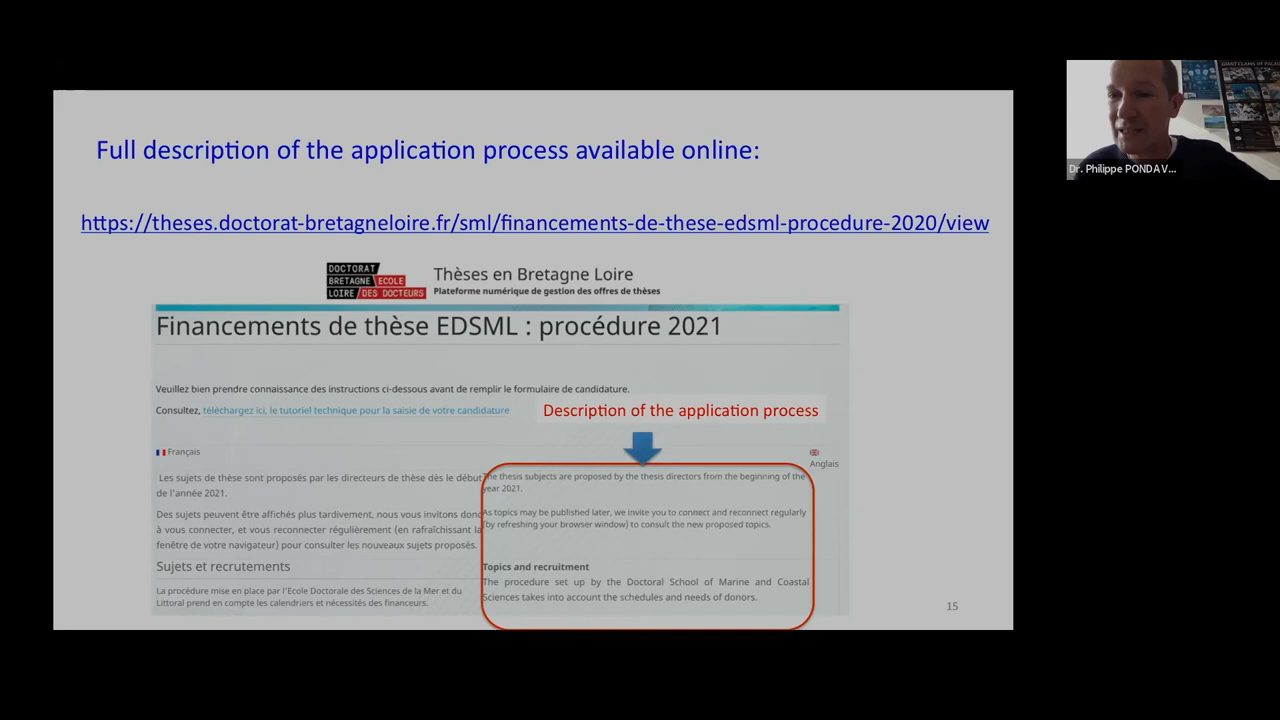 Full description of the application process available online:
https://theses.doctorat-bretagneloire.fr/sml/financements-de-these-edsml-procedure-2020/view
DOCTORAT
BRETAGNE ECOLE
LOIRE DES DOCTEURS
Thèses en Bretagne Loire
Plateforme numérique de gestion des offres de thèses
Financements de thèse EDSML : procédure 2021
Veuillez bien prendre connaissance des instructions ci-dessous avant de remplir le formulaire de candidature.
Consultez, téléchargez ici, le tutoriel technique pour la saisie de votre candidature
Description of the application process
Français
Anglais
Les sujets de thèse sont proposés par les directeurs de thèse dès le début
de l'année 2021.
Des sujets peuvent être affichés plus tardivement, nous vous invitons donc
à vous connecter, et vous reconnecter régulièrement (en rafraîchissant la
fenêtre de votre navigateur) pour consulter les nouveaux sujets proposés.
Sujets et recrutements
La procédure mise en place par l'Ecole Doctorale des Sciences de la Mer et du
Littoral prend en compte les calendriers et nécessités des financeurs.
The thesis subjects are proposed by the thesis directors from the beginning of the
year 2021.
As topics may be published later, we invite you to connect and reconnect regularly
(by refreshing your browser window) to consult the new proposed topics.
Topics and recruitment
The procedure set up by the Doctoral School of Marine and Coastal
Sciences takes into account the schedules and needs of donors.
15
GIANT CLAMS OF
Dr. Philippe PONDAV...